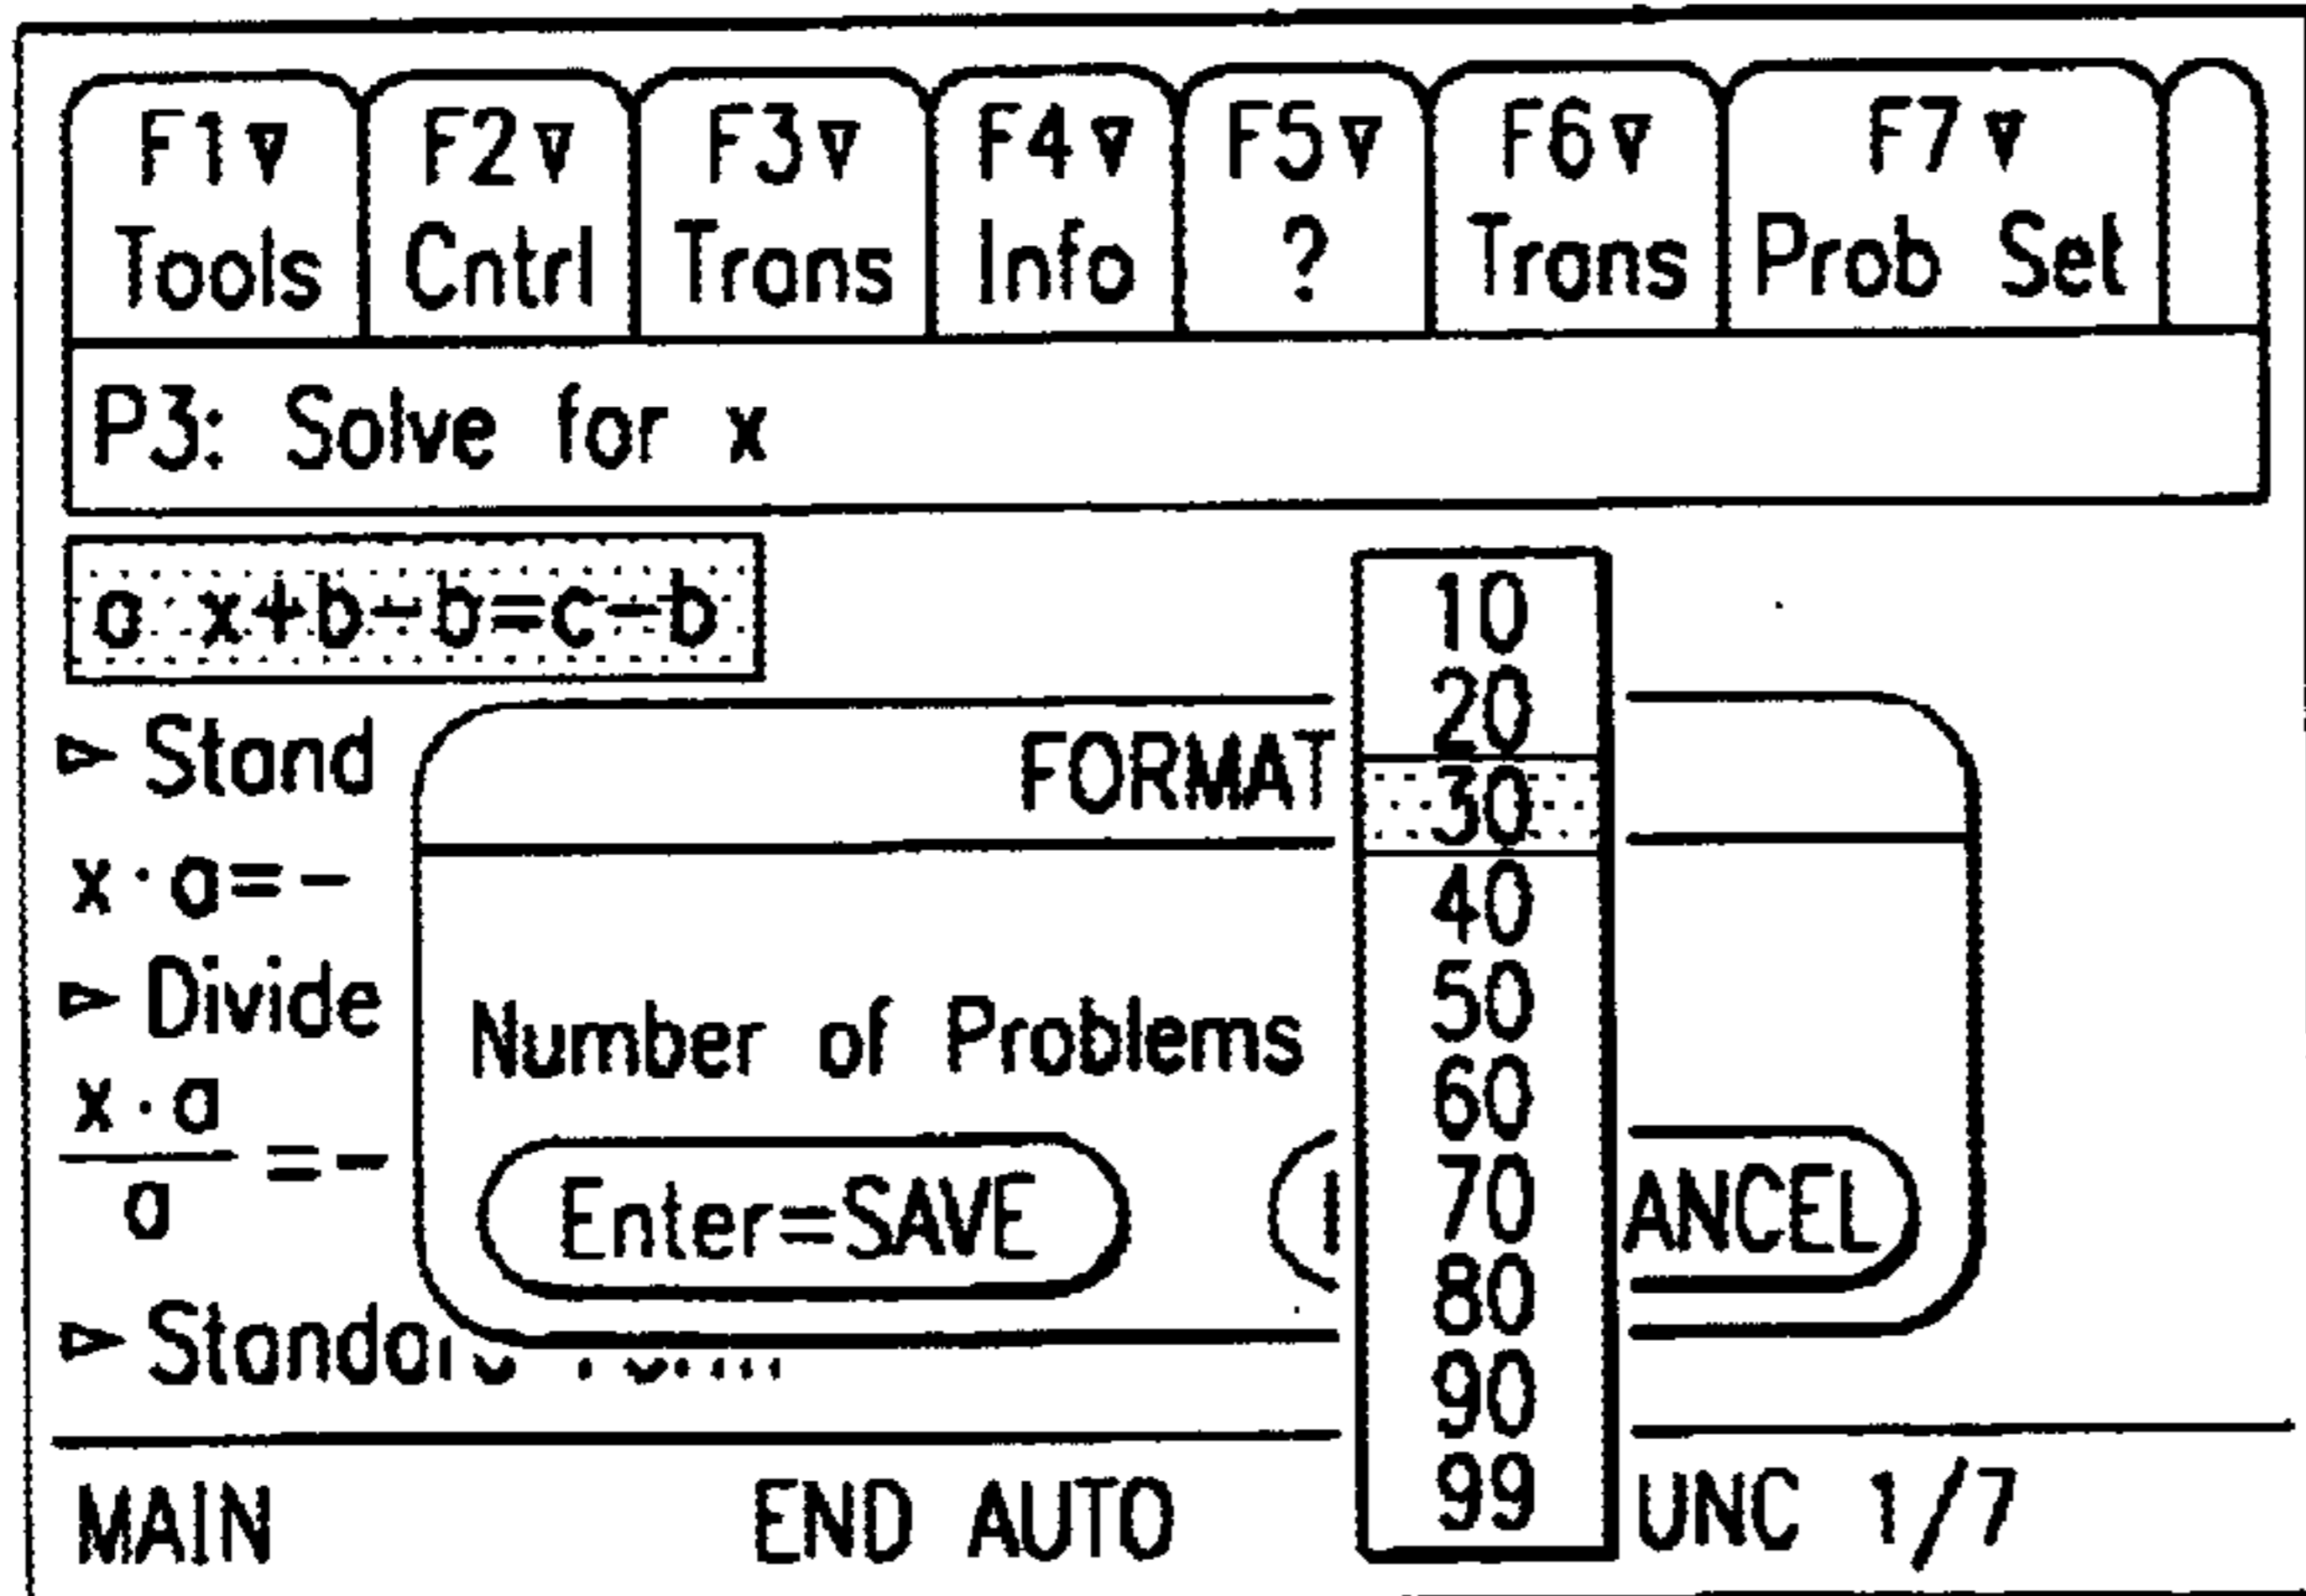 F1▽ F2▽ F3▽ F4▽ F5▽ F6▽ F7▽
Tools Cntrl Trans Info ? Trans Prob Set
P3: Solve for x
a·x+b-b=c-b
▷ Stand
FORMAT
x·a=-
▷ Divide
Number of Problems
x·a
=-
a
Enter=SAVE
ANCEL
▷
10
20
30
40
50
60
70
80
90
99
MAIN END AUTO UNC 1/7